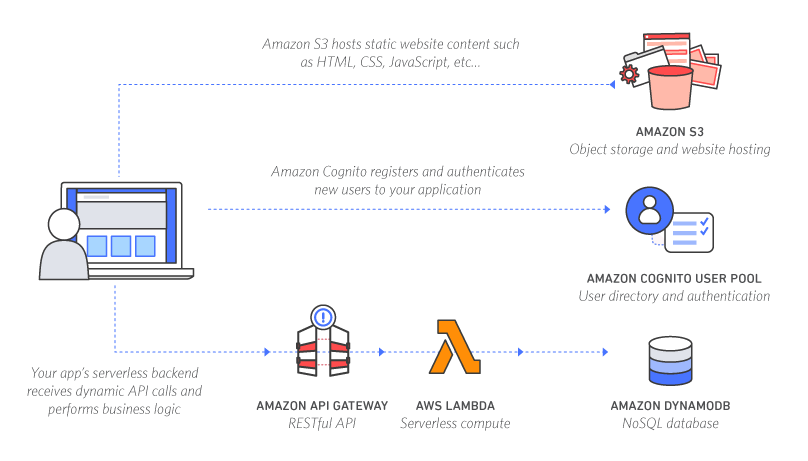 Amazon S3 hosts static website content such
as HTML, CSS, JavaScript, etc...
AMAZON S3
Object storage and website hosting
Amazon Cognito registers and authenticates
new users to your application
AMAZON COGNITO USER POOL
User directory and authentication
Your app's serverless backend
receives dynamic API calls and
performs business logic
AMAZON API GATEWAY
RESTful API
AWS LAMBDA
Serverless compute
AMAZON DYNAMODB
NoSQL database